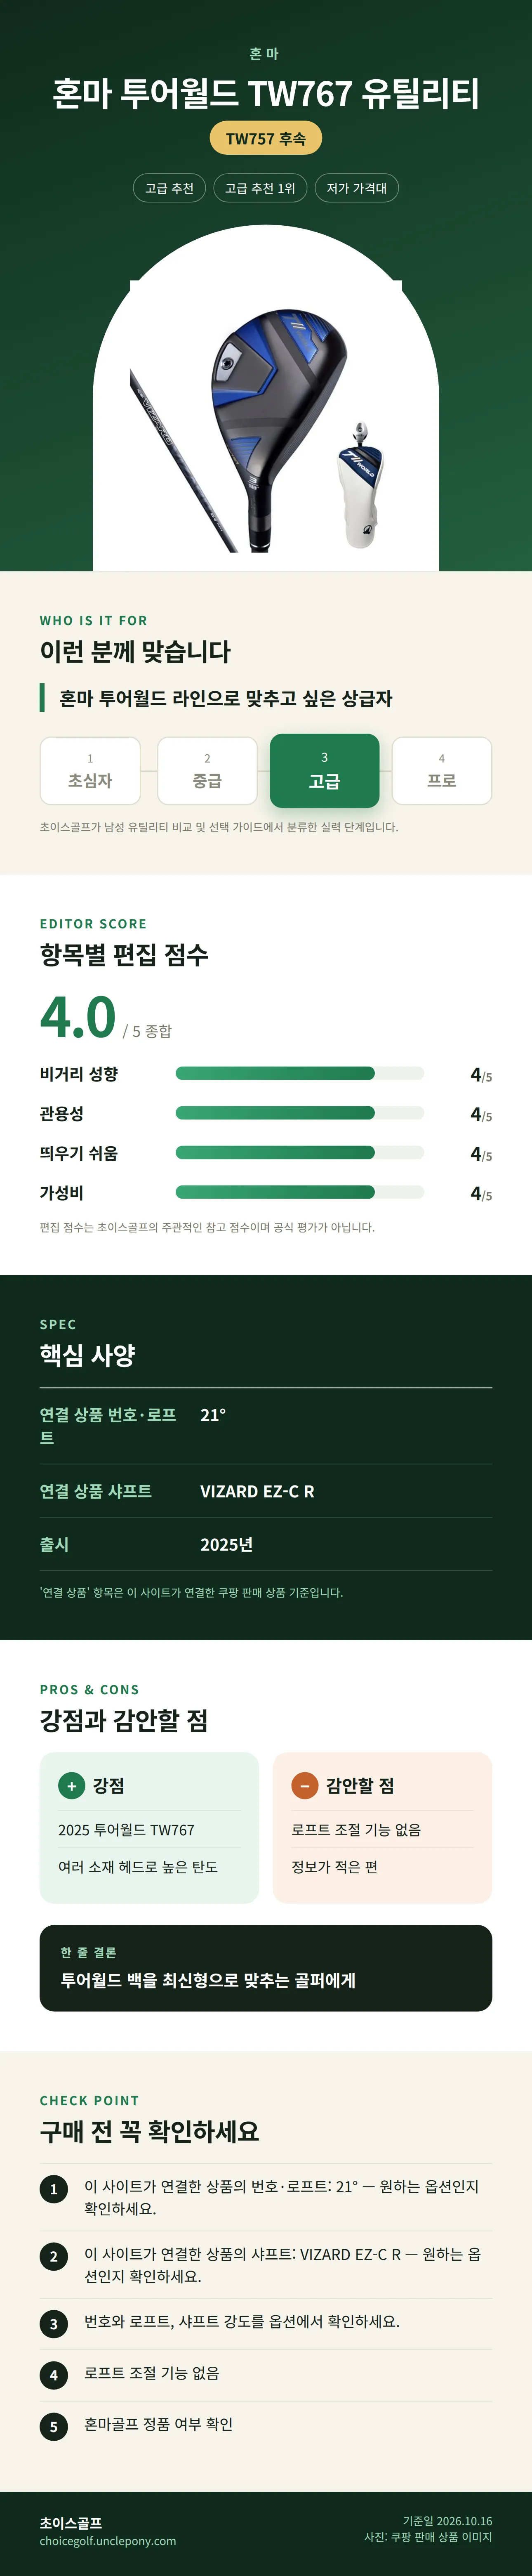 혼마
혼마 투어월드 TW767 유틸리티
TW757 후속
고급 추천
고급 추천 1위
저가 가격대
WHO IS IT FOR
이런 분께 맞습니다
혼마 투어월드 라인으로 맞추고 싶은 상급자
1
초심자
2
중급
3
고급
4
프로
초이스골프가 남성 유틸리티 비교 및 선택 가이드에서 분류한 실력 단계입니다.
EDITOR SCORE
항목별 편집 점수
4.0 / 5 종합
비거리 성향 4/5
관용성 4/5
띄우기 쉬움 4/5
가성비 4/5
편집 점수는 초이스골프의 주관적인 참고 점수이며 공식 평가가 아닙니다.
SPEC
핵심 사양
연결 상품 번호·로프
트
21°
연결 상품 샤프트 VIZARD EZ-C R
출시 2025년
'연결 상품' 항목은 이 사이트가 연결한 쿠팡 판매 상품 기준입니다.
PROS & CONS
강점과 감안할 점
+ 강점
2025 투어월드 TW767
여러 소재 헤드로 높은 탄도
− 감안할 점
로프트 조절 기능 없음
정보가 적은 편
한 줄 결론
투어월드 백을 최신형으로 맞추는 골퍼에게
CHECK POINT
구매 전 꼭 확인하세요
1 이 사이트가 연결한 상품의 번호·로프트: 21° — 원하는 옵션인지
확인하세요.
2 이 사이트가 연결한 상품의 샤프트: VIZARD EZ-C R — 원하는 옵
션인지 확인하세요.
3 번호와 로프트, 샤프트 강도를 옵션에서 확인하세요.
4 로프트 조절 기능 없음
5 혼마골프 정품 여부 확인
초이스골프
choicegolf.unclepony.com
기준일 2026.10.16
사진: 쿠팡 판매 상품 이미지